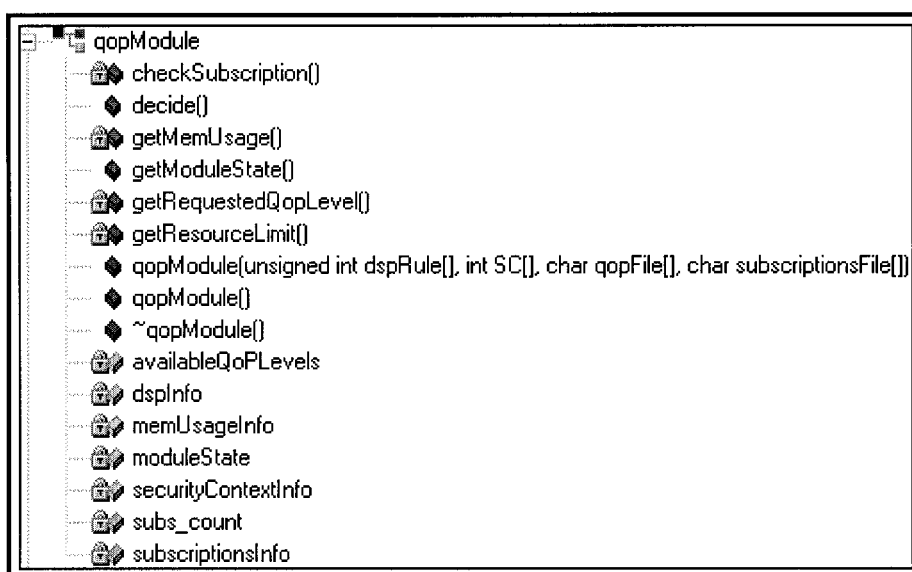 qopModule
checkSubscription()
decide()
getMemUsage()
getModuleState()
getRequestedQopLevel()
getResourceLimit()
qopModule(unsigned int dspRule[], int SC[], char qopFile[], char subscriptionsFile[])
qopModule()
~qopModule()
availableQoPLevels
dspInfo
memUsageInfo
moduleState
securityContextInfo
subs_count
subscriptionsInfo